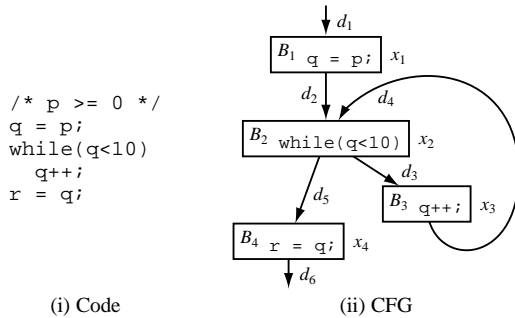 /* p >= 0 */
q = p;
while(q<10)
q++;
r = q;
(i) Code
d1
B1 q = p; x1
d2
d4
B2 while(q<10) x2
d5
d3
B3 q++; x3
B4 r = q; x4
d6
(ii) CFG